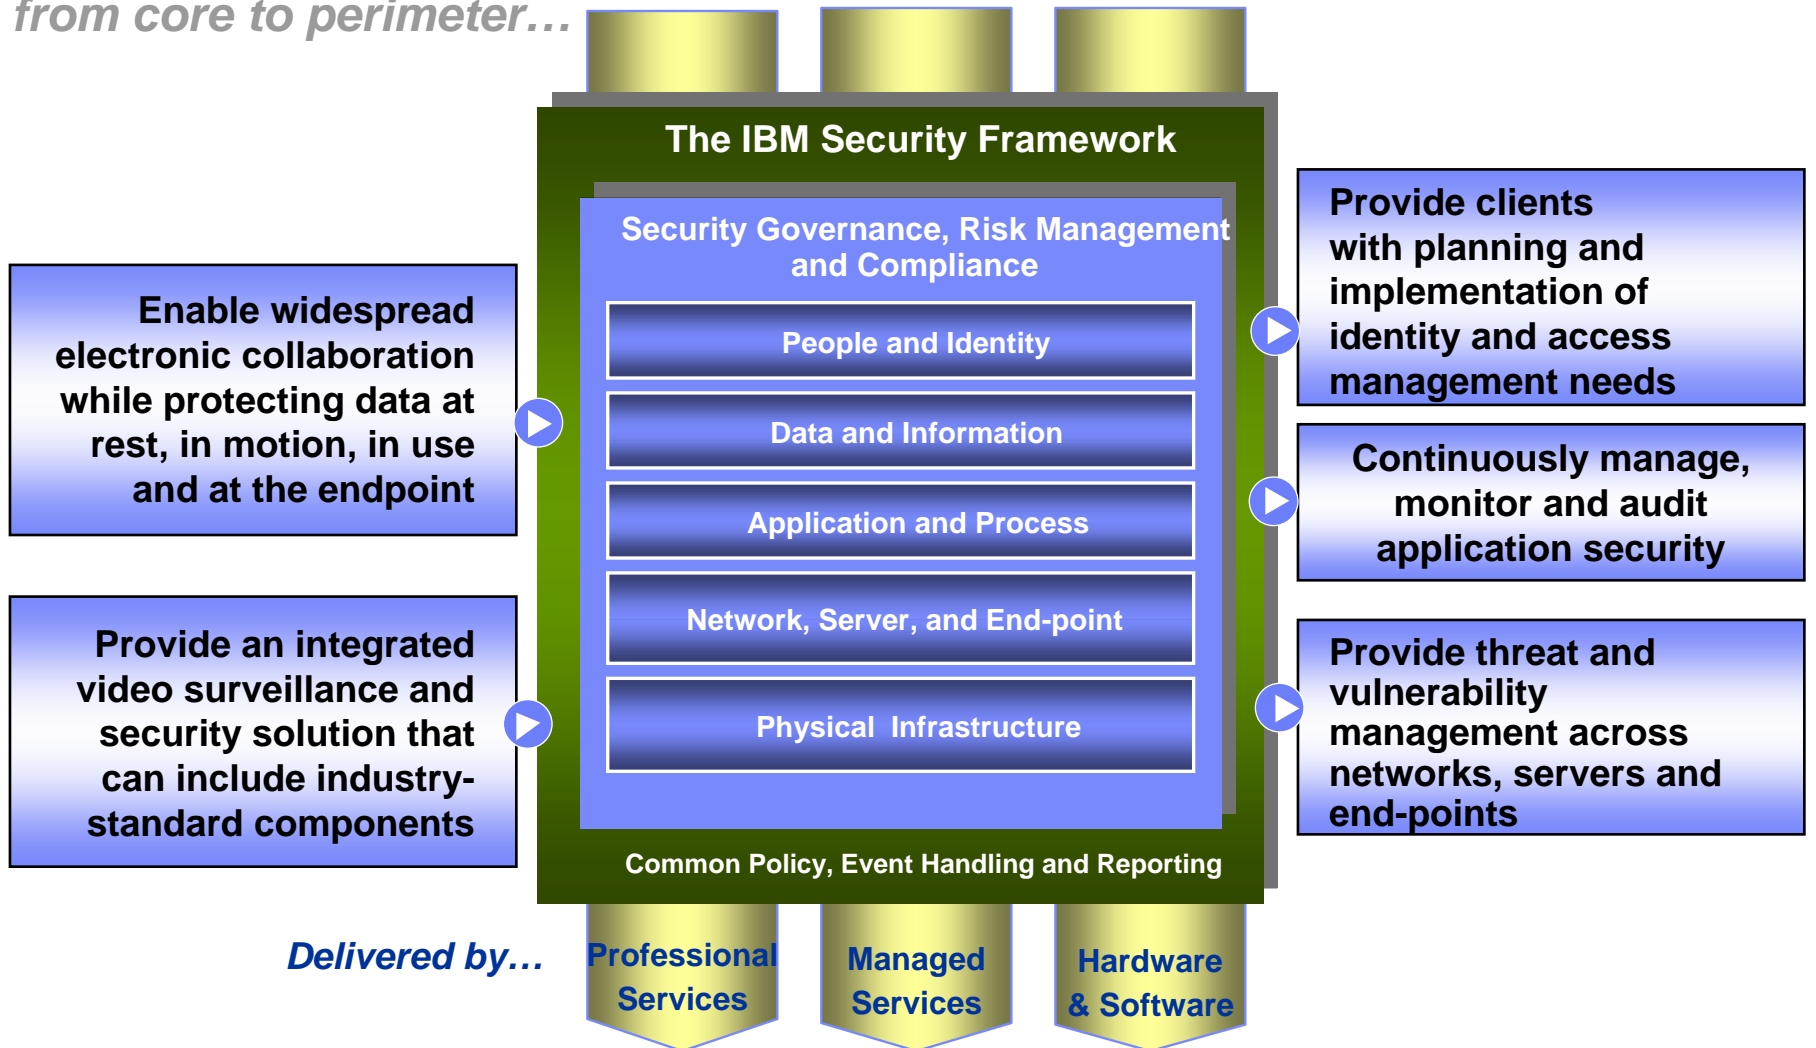 from core to perimeter…
The IBM Security Framework
Security Governance, Risk Management
and Compliance
People and Identity
Data and Information
Application and Process
Network, Server, and End-point
Physical Infrastructure
Common Policy, Event Handling and Reporting
Enable widespread
electronic collaboration
while protecting data at
rest, in motion, in use
and at the endpoint
Provide an integrated
video surveillance and
security solution that
can include industry-
standard components
Provide clients
with planning and
implementation of
identity and access
management needs
Continuously manage,
monitor and audit
application security
Provide threat and
vulnerability
management across
networks, servers and
end-points
Delivered by…
Professional
Services
Managed
Services
Hardware
& Software